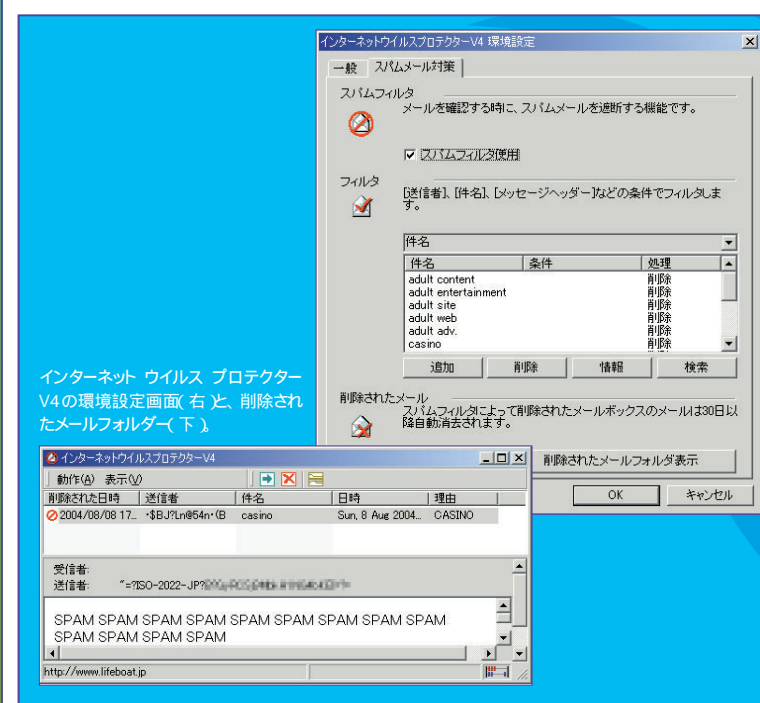 インターネットウイルスプロテクターV4 環境設定
一般 スパムメール対策
スパムフィルタ
メールを確認する時に、スパムメールを遮断する機能です。
スパムフィルタ使用
フィルタ
[送信者]、[件名]、[メッセージヘッダー]などの条件でフィルタしま
す。
件名
件名 条件 処理
adult content 削除
adult entertainment 削除
adult site 削除
adult web 削除
adult adv. 削除
casino 削除
追加 削除 情報 検索
削除されたメール
スパムフィルタによって削除されたメールボックスのメールは30日以
降自動消去されます。
削除されたメールフォルダ表示
OK キャンセル
インターネット ウイルス プロテクター
V4の環境設定画面(右)と、削除され
たメールフォルダー(下)。
インターネットウイルスプロテクターV4
動作(A) 表示(V)
削除された日時 送信者 件名 日時 理由
2004/08/08 17... ･$BJ?Ln@54n･(B casino Sun, 8 Aug 2004... CASINO
受信者:
送信者: "=?ISO-2022-JP?
SPAM SPAM SPAM SPAM SPAM SPAM SPAM SPAM SPAM
SPAM SPAM SPAM SPAM
http://www.lifeboat.jp